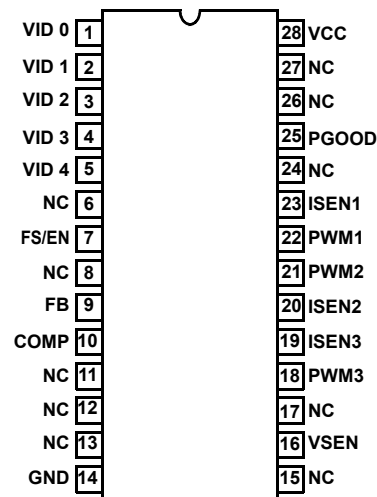 VID 0 1 28 VCC
VID 1 2 27 NC
VID 2 3 26 NC
VID 3 4 25 PGOOD
VID 4 5 24 NC
NC 6 23 ISEN1
FS/EN 7 22 PWM1
NC 8 21 PWM2
FB 9 20 ISEN2
COMP 10 19 ISEN3
NC 11 18 PWM3
NC 12 17 NC
NC 13 16 VSEN
GND 14 15 NC